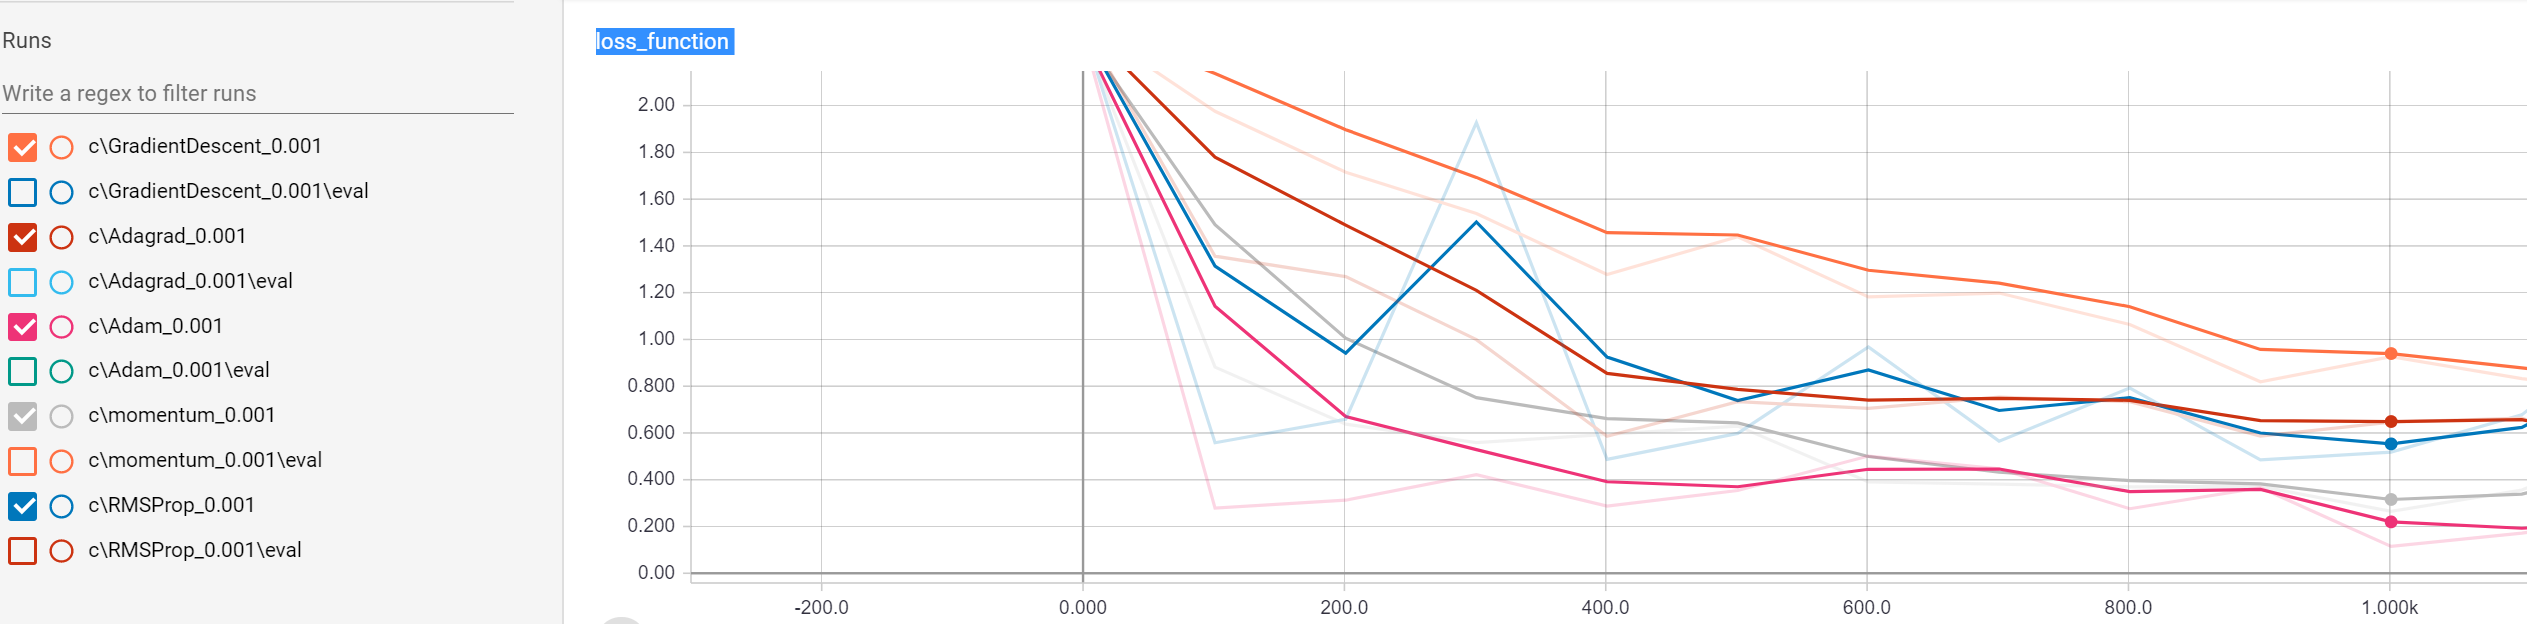 Runs
Write a regex to filter runs
c\GradientDescent_0.001
c\GradientDescent_0.001\eval
c\Adagrad_0.001
c\Adagrad_0.001\eval
c\Adam_0.001
c\Adam_0.001\eval
c\momentum_0.001
c\momentum_0.001\eval
c\RMSProp_0.001
c\RMSProp_0.001\eval
loss_function
2.00
1.80
1.60
1.40
1.20
1.00
0.800
0.600
0.400
0.200
0.00
-200.0 0.000 200.0 400.0 600.0 800.0 1.000k